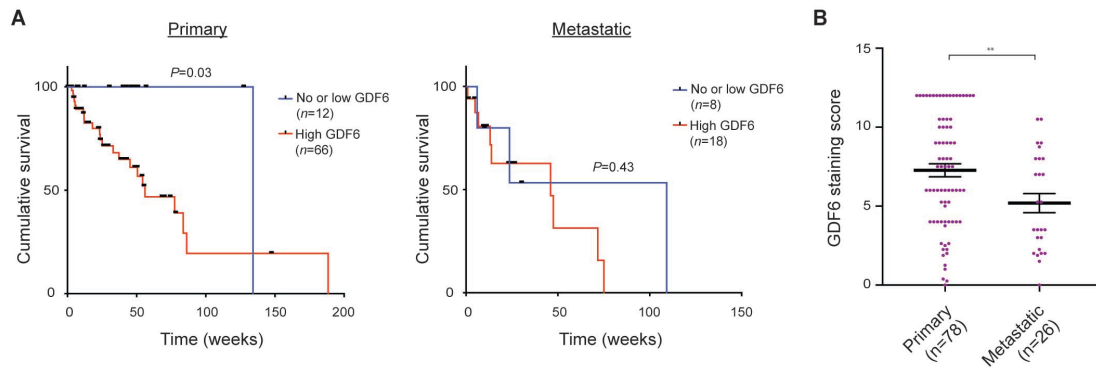 A
Primary
Cumulative survival
100
50
0
P=0.03
No or low GDF6
(n=12)
High GDF6
(n=66)
0
50
100
150
200
Time (weeks)
Metastatic
Cumulative survival
100
50
0
No or low GDF6
(n=8)
High GDF6
(n=18)
P=0.43
0
50
100
150
Time (weeks)
B
GDF6 staining score
15
10
5
0
**
Primary
(n=78)
Metastatic
(n=26)